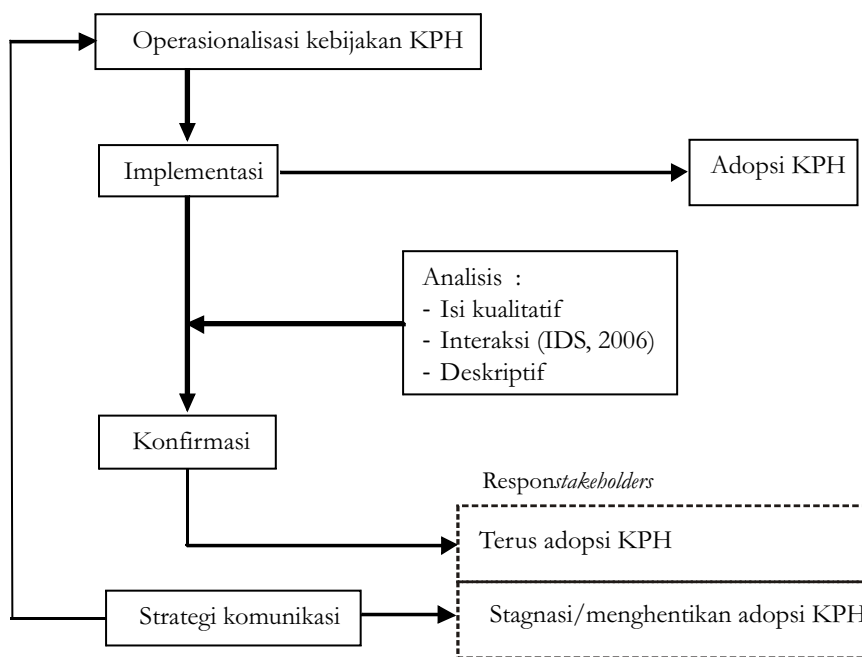 Operasionalisasi kebijakan KPH
Implementasi
Adopsi KPH
Analisis :
- Isi kualitatif
- Interaksi (IDS, 2006)
- Deskriptif
Konfirmasi
Responstakeholders
Terus adopsi KPH
Strategi komunikasi
Stagnasi/menghentikan adopsi KPH